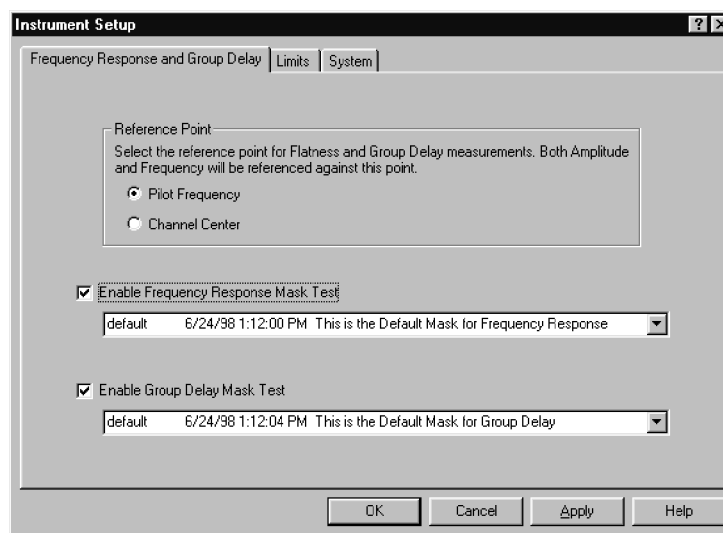 Instrument Setup
Frequency Response and Group Delay
Limits
System
Reference Point
Select the reference point for Flatness and Group Delay measurements. Both Amplitude
and Frequency will be referenced against this point.
Pilot Frequency
Channel Center
Enable Frequency Response Mask Test
default 6/24/98 1:12:00 PM This is the Default Mask for Frequency Response
Enable Group Delay Mask Test
default 6/24/98 1:12:04 PM This is the Default Mask for Group Delay
OK
Cancel
Apply
Help